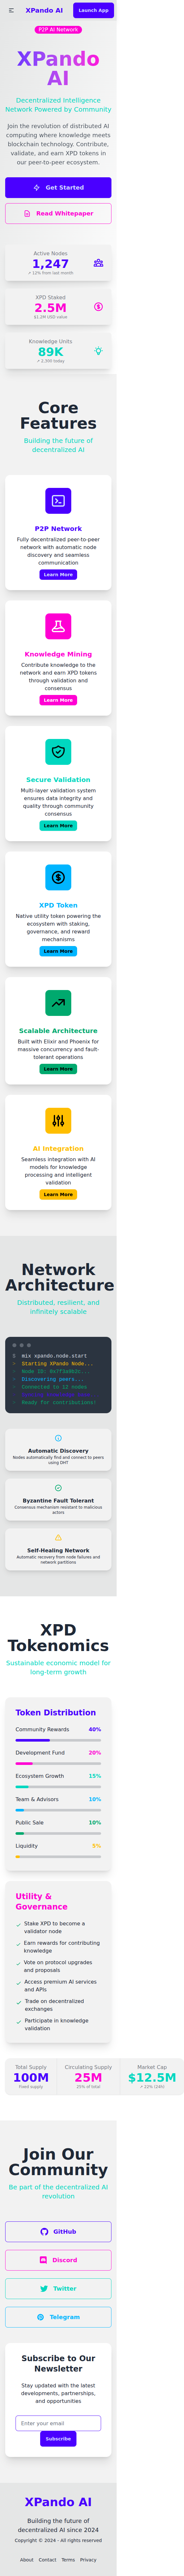 XPando AI
Launch App
P2P AI Network
XPando
AI
Decentralized Intelligence
Network Powered by Community
Join the revolution of distributed AI
computing where knowledge meets
blockchain technology. Contribute,
validate, and earn XPD tokens in
our peer-to-peer ecosystem.
Get Started
Read Whitepaper
Active Nodes
1,247
↗ 12% from last month
XPD Staked
2.5M
$1.2M USD value
Knowledge Units
89K
↗ 2,300 today
Core
Features
Building the future of
decentralized AI
P2P Network
Fully decentralized peer-to-peer
network with automatic node
discovery and seamless
communication
Learn More
Knowledge Mining
Contribute knowledge to the
network and earn XPD tokens
through validation and
consensus
Learn More
Secure Validation
Multi-layer validation system
ensures data integrity and
quality through community
consensus
Learn More
XPD Token
Native utility token powering the
ecosystem with staking,
governance, and reward
mechanisms
Learn More
Scalable Architecture
Built with Elixir and Phoenix for
massive concurrency and fault-
tolerant operations
Learn More
AI Integration
Seamless integration with AI
models for knowledge
processing and intelligent
validation
Learn More
Network
Architecture
Distributed, resilient, and
infinitely scalable
$ mix xpando.node.start
Starting XPando Node...
Discovering peers...
Connected to 12 nodes
Ready for contributions!
Automatic Discovery
Nodes automatically find and connect to peers
using DHT
Byzantine Fault Tolerant
Consensus mechanism resistant to malicious
actors
Self-Healing Network
Automatic recovery from node failures and
network partitions
XPD
Tokenomics
Sustainable economic model for
long-term growth
Token Distribution
Community Rewards 40%
Development Fund 20%
Ecosystem Growth 15%
Team & Advisors 10%
Public Sale 10%
Liquidity 5%
Utility &
Governance
Stake XPD to become a
validator node
Earn rewards for contributing
knowledge
Vote on protocol upgrades
and proposals
Access premium AI services
and APIs
Trade on decentralized
exchanges
Participate in knowledge
validation
Total Supply
100M
Fixed supply
Circulating Supply
25M
25% of total
Market Cap
$12.5M
↗ 22% (24h)
Join Our
Community
Be part of the decentralized AI
revolution
GitHub
Discord
Twitter
Telegram
Subscribe to Our
Newsletter
Stay updated with the latest
developments, partnerships,
and opportunities
Enter your email
Subscribe
XPando AI
Building the future of
decentralized AI since 2024
Copyright © 2024 - All rights reserved
About Contact Terms Privacy